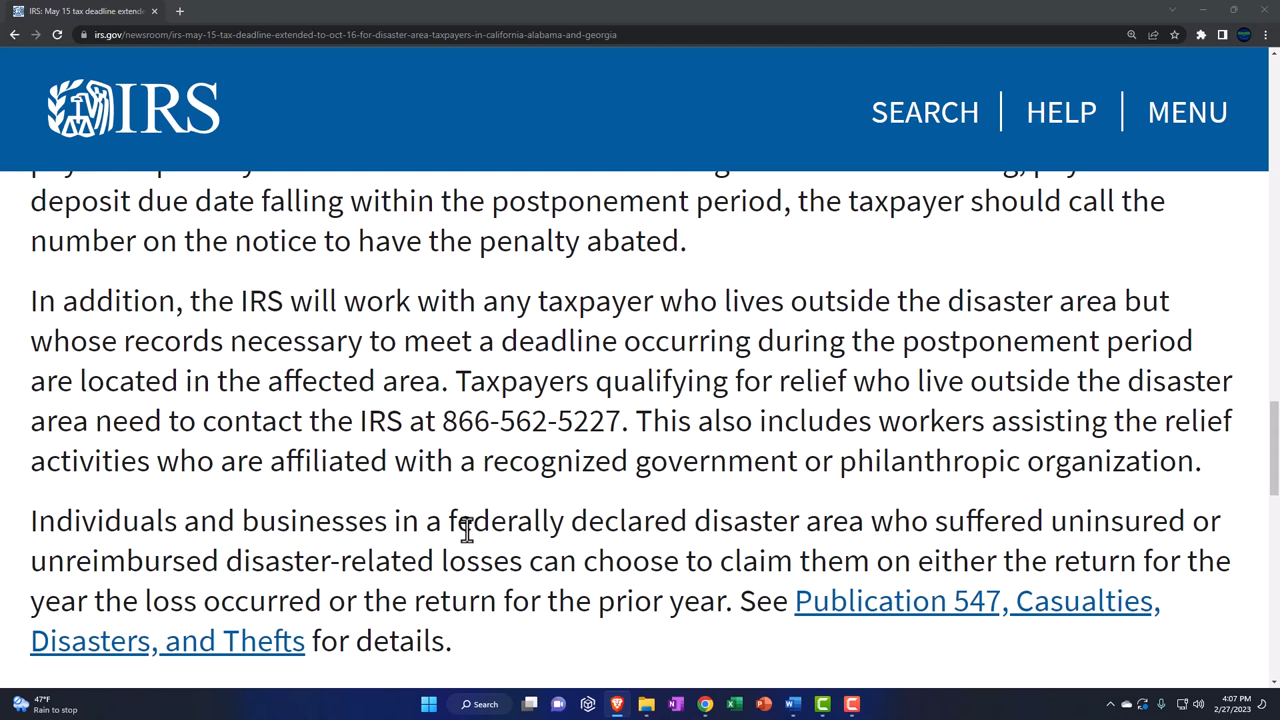 IRS: May 15 tax deadline extend
irs.gov/newsroom/irs-may-15-tax-deadline-extended-to-oct-16-for-disaster-area-taxpayers-in-california-alabama-and-georgia
IRS
SEARCH
HELP
MENU
deposit due date falling within the postponement period, the taxpayer should call the
number on the notice to have the penalty abated.
In addition, the IRS will work with any taxpayer who lives outside the disaster area but
whose records necessary to meet a deadline occurring during the postponement period
are located in the affected area. Taxpayers qualifying for relief who live outside the disaster
area need to contact the IRS at 866-562-5227. This also includes workers assisting the relief
activities who are affiliated with a recognized government or philanthropic organization.
Individuals and businesses in a federally declared disaster area who suffered uninsured or
unreimbursed disaster-related losses can choose to claim them on either the return for the
year the loss occurred or the return for the prior year. See Publication 547, Casualties,
Disasters, and Thefts for details.
47°F
Rain to stop
Search
4:07 PM
2/27/2023